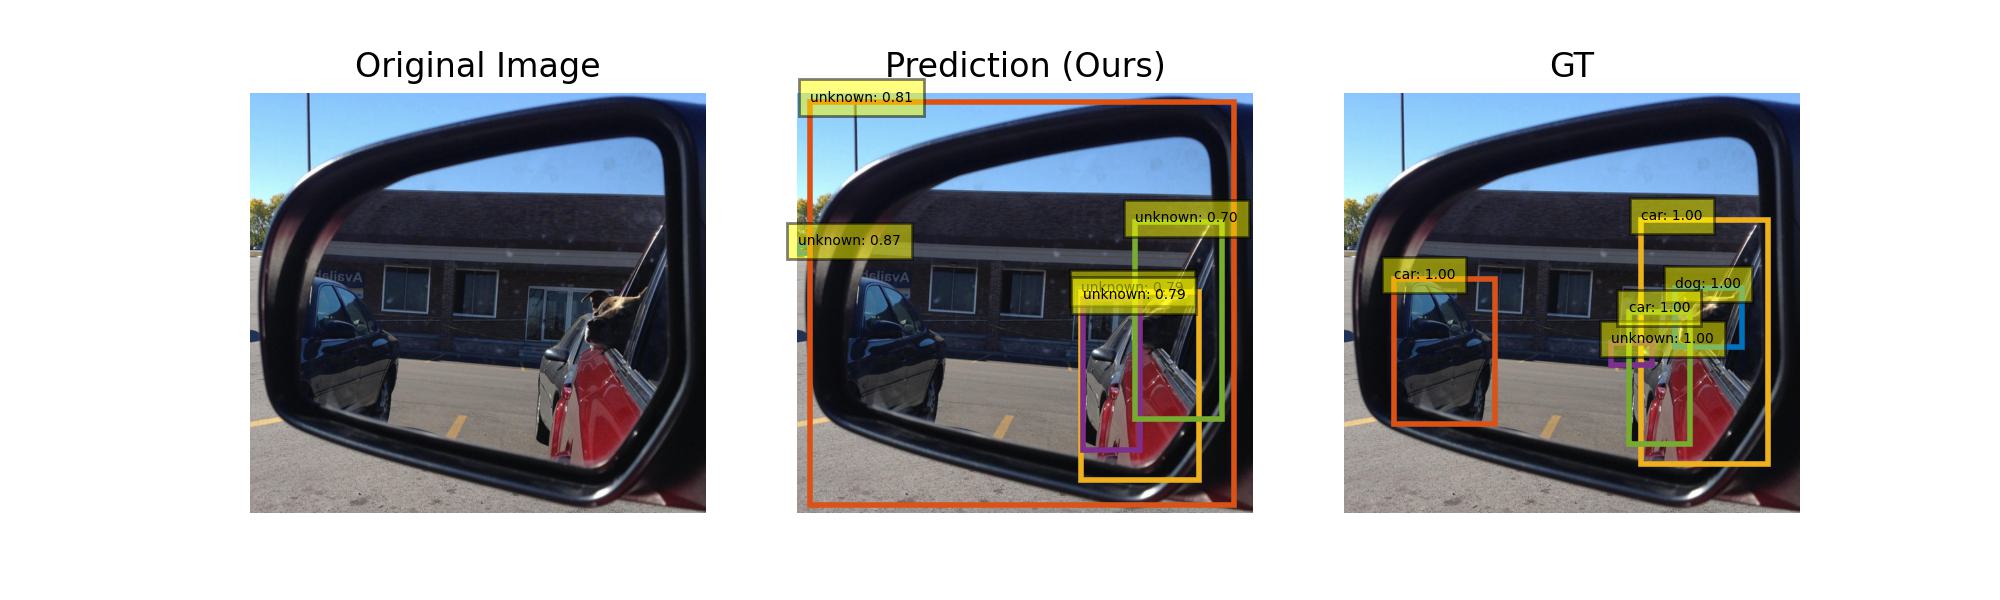 Original Image
Prediction (Ours)
GT
unknown: 0.81
unknown: 0.87
unknown: 0.70
unknown: 0.79
unknown: 0.79
car: 1.00
car: 1.00
dog: 1.00
car: 1.00
unknown: 1.00